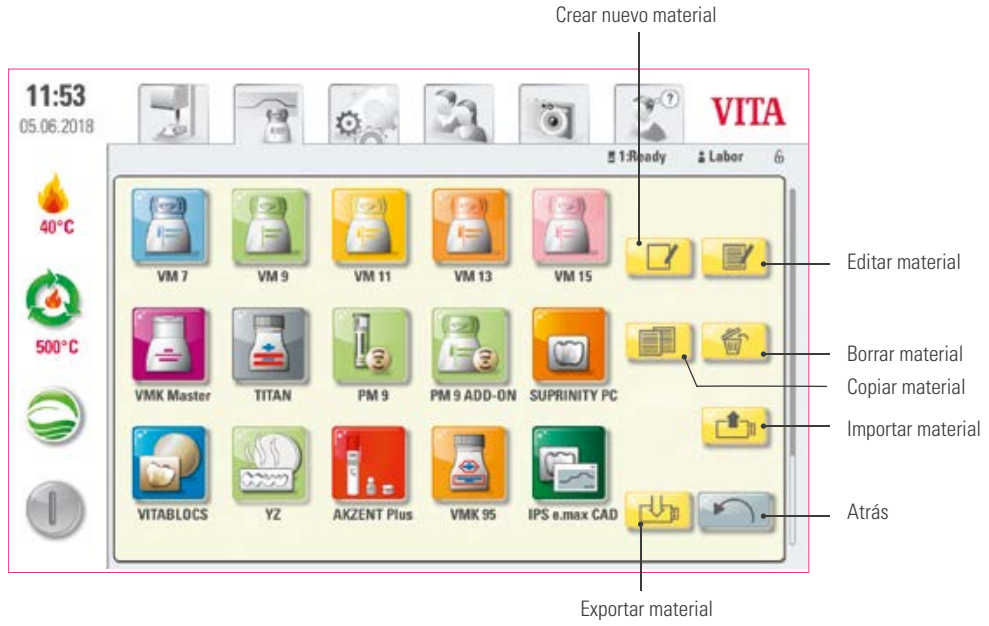 Crear nuevo material
11:53
05.06.2018
?
VITA
1:Ready
Labor
40°C
VM 7
VM 9
VM 11
VM 13
VM 15
Editar material
500°C
VMK Master
TITAN
PM 9
PM 9 ADD-ON
SUPRINITY PC
Borrar material
Copiar material
Importar material
VITABLOCS
YZ
AKZENT Plus
VMK 95
IPS e.max CAD
Atrás
Exportar material